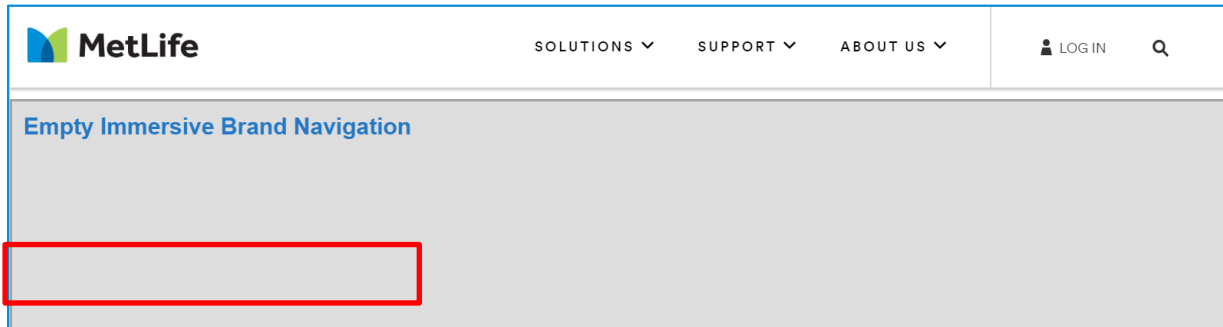 MetLife SOLUTIONS SUPPORT ABOUT US LOG IN
Empty Immersive Brand Navigation